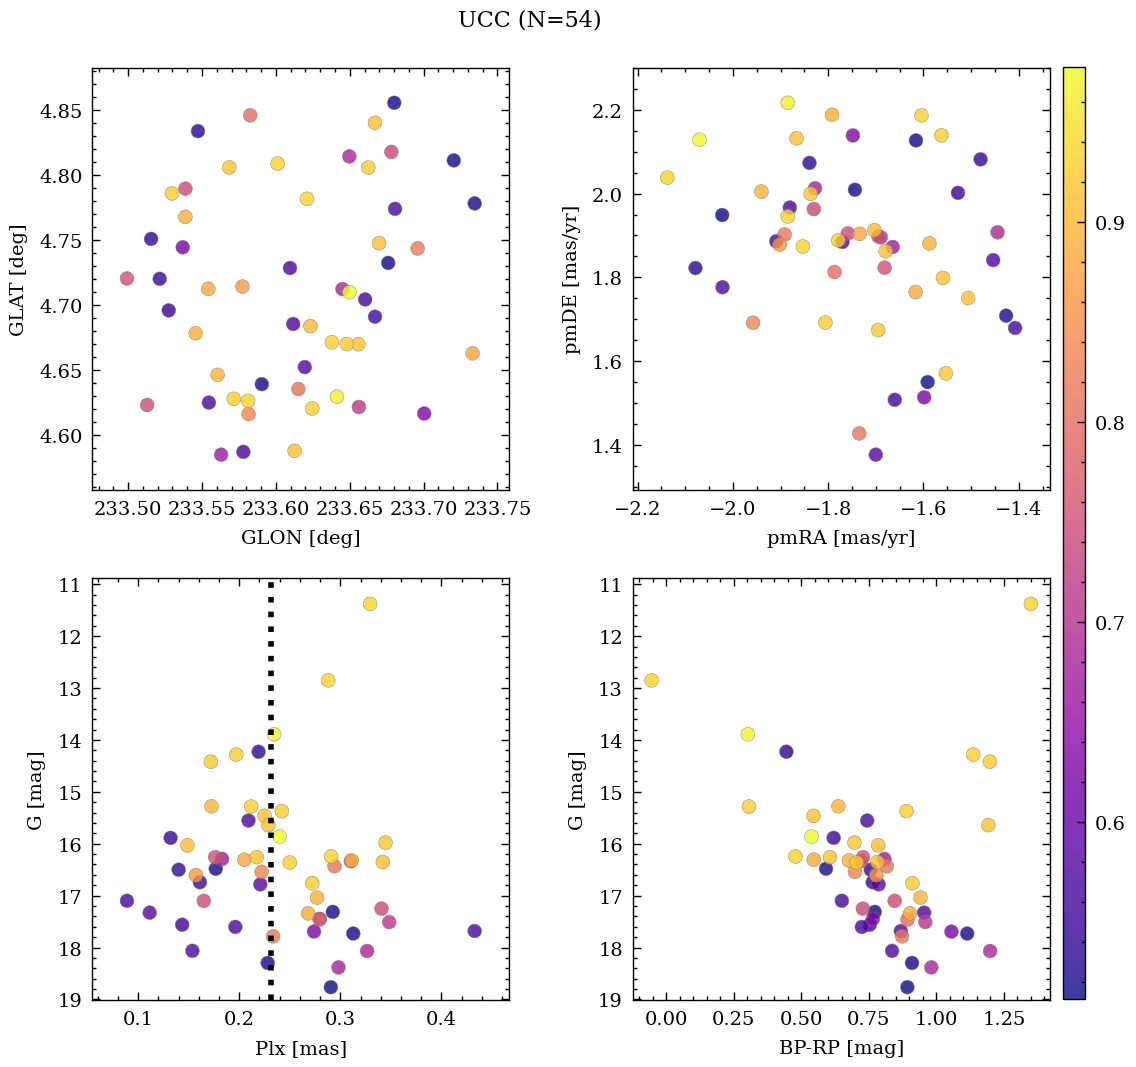 UCC (N=54)
4.85
4.80
4.75
4.70
4.65
4.60
GLAT [deg]
233.50 233.55 233.60 233.65 233.70 233.75
GLON [deg]
2.2
2.0
1.8
1.6
1.4
pmDE [mas/yr]
−2.2 −2.0 −1.8 −1.6 −1.4
pmRA [mas/yr]
11
12
13
14
15
16
17
18
19
G [mag]
0.1 0.2 0.3 0.4
Plx [mas]
11
12
13
14
15
16
17
18
19
G [mag]
0.00 0.25 0.50 0.75 1.00 1.25
BP-RP [mag]
0.9
0.8
0.7
0.6